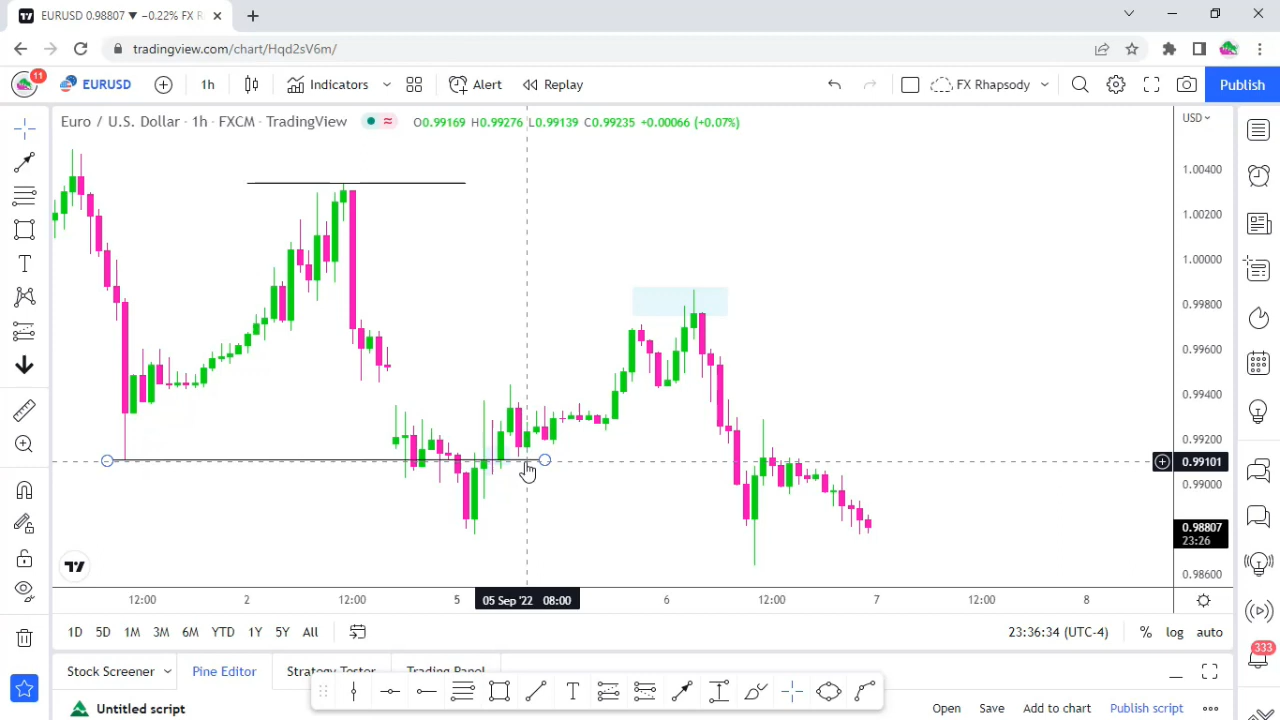 EURUSD 0.98807 ▼ −0.22% FX R
tradingview.com/chart/Hqd2sV6m/
11 EURUSD 1h Indicators Alert Replay FX Rhapsody Publish
Euro / U.S. Dollar · 1h · FXCM · TradingView O0.99169 H0.99276 L0.99139 C0.99235 +0.00066 (+0.07%) USD
1.00400
1.00200
1.00000
0.99800
0.99600
0.99400
0.99200
0.99101
0.99000
0.98807
23:26
0.98600
12:00 2 12:00 5 05 Sep '22 08:00 6 12:00 7 12:00 8
1D 5D 1M 3M 6M YTD 1Y 5Y All 23:36:34 (UTC-4) % log auto
333
Stock Screener Pine Editor Strategy Tester Trading Panel
Untitled script Open Save Add to chart Publish script